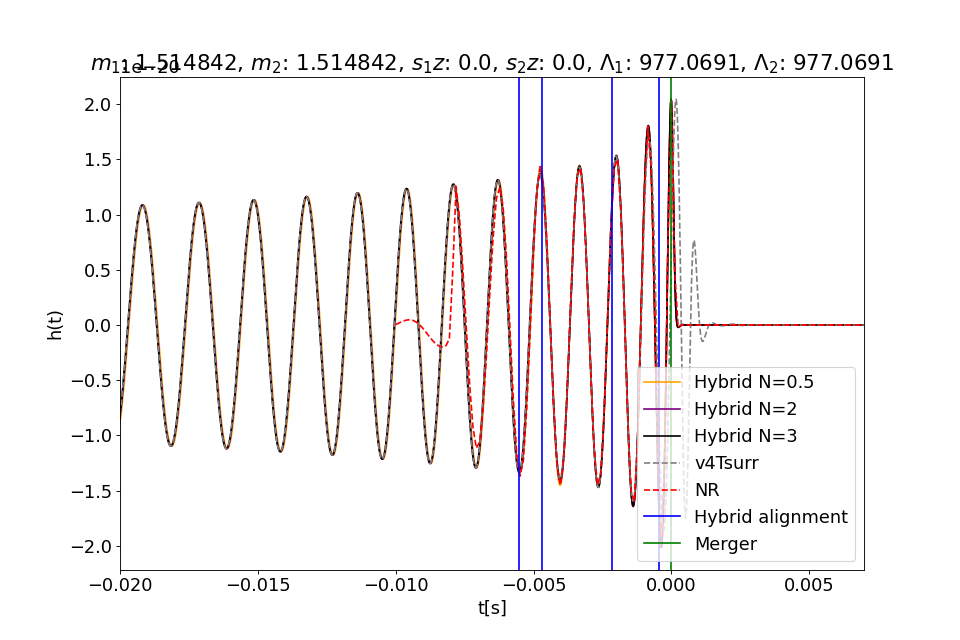 m₁: 1.514842, m₂: 1.514842, s₁z: 0.0, s₂z: 0.0, Λ₁: 977.0691, Λ₂: 977.0691
2.0
1.5
1.0
0.5
0.0
−0.5
−1.0
−1.5
−2.0
h(t)
Hybrid N=0.5
Hybrid N=2
Hybrid N=3
v4Tsurr
NR
Hybrid alignment
Merger
−0.020
−0.015
−0.010
−0.005
0.000
0.005
t[s]